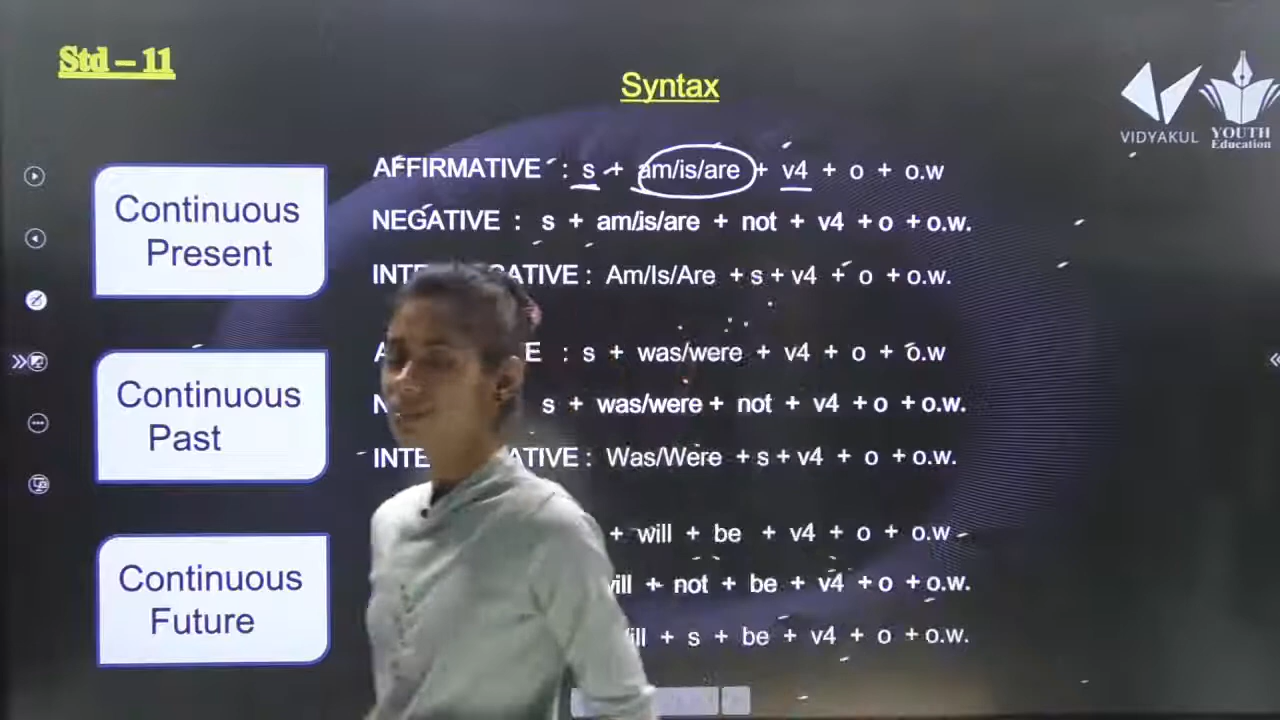 Std – 11
Syntax
VIDYAKUL
YOUTH
Education
Continuous
Present
AFFIRMATIVE : s + am/is/are + v4 + o + o.w
NEGATIVE : s + am/is/are + not + v4 + o + o.w.
INTE GATIVE : Am/Is/Are + s + v4 + o + o.w.
Continuous
Past
A E : s + was/were + v4 + o + o.w
N s + was/were + not + v4 + o + o.w.
INTE ATIVE : Was/Were + s + v4 + o + o.w.
Continuous
Future
+ will + be + v4 + o + o.w
ill + not + be + v4 + o + o.w.
ill + s + be + v4 + o + o.w.